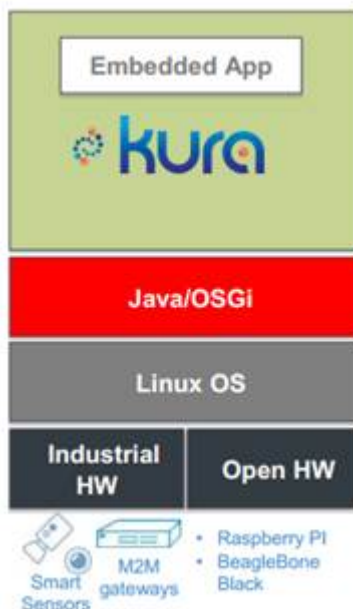 Embedded App
kura
Java/OSGi
Linux OS
Industrial
HW
Open HW
Smart
Sensors
M2M
gateways
• Raspberry PI
• BeagleBone
Black